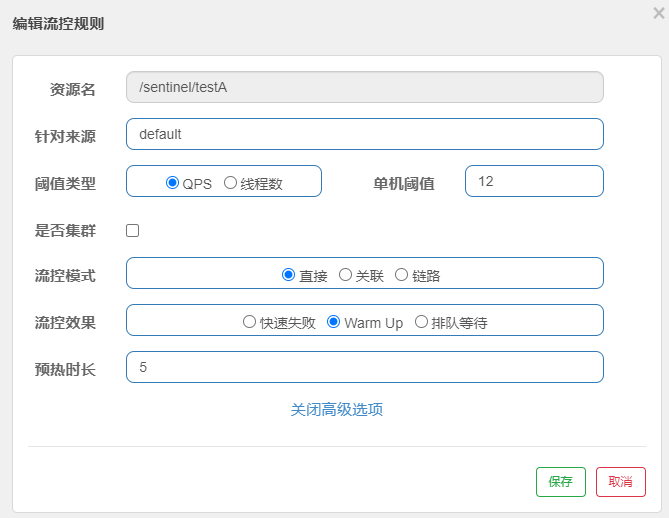 编辑流控规则
×
资源名 /sentinel/testA
针对来源 default
阈值类型 QPS 线程数 单机阈值 12
是否集群
流控模式 直接 关联 链路
流控效果 快速失败 Warm Up 排队等待
预热时长 5
关闭高级选项
保存 取消